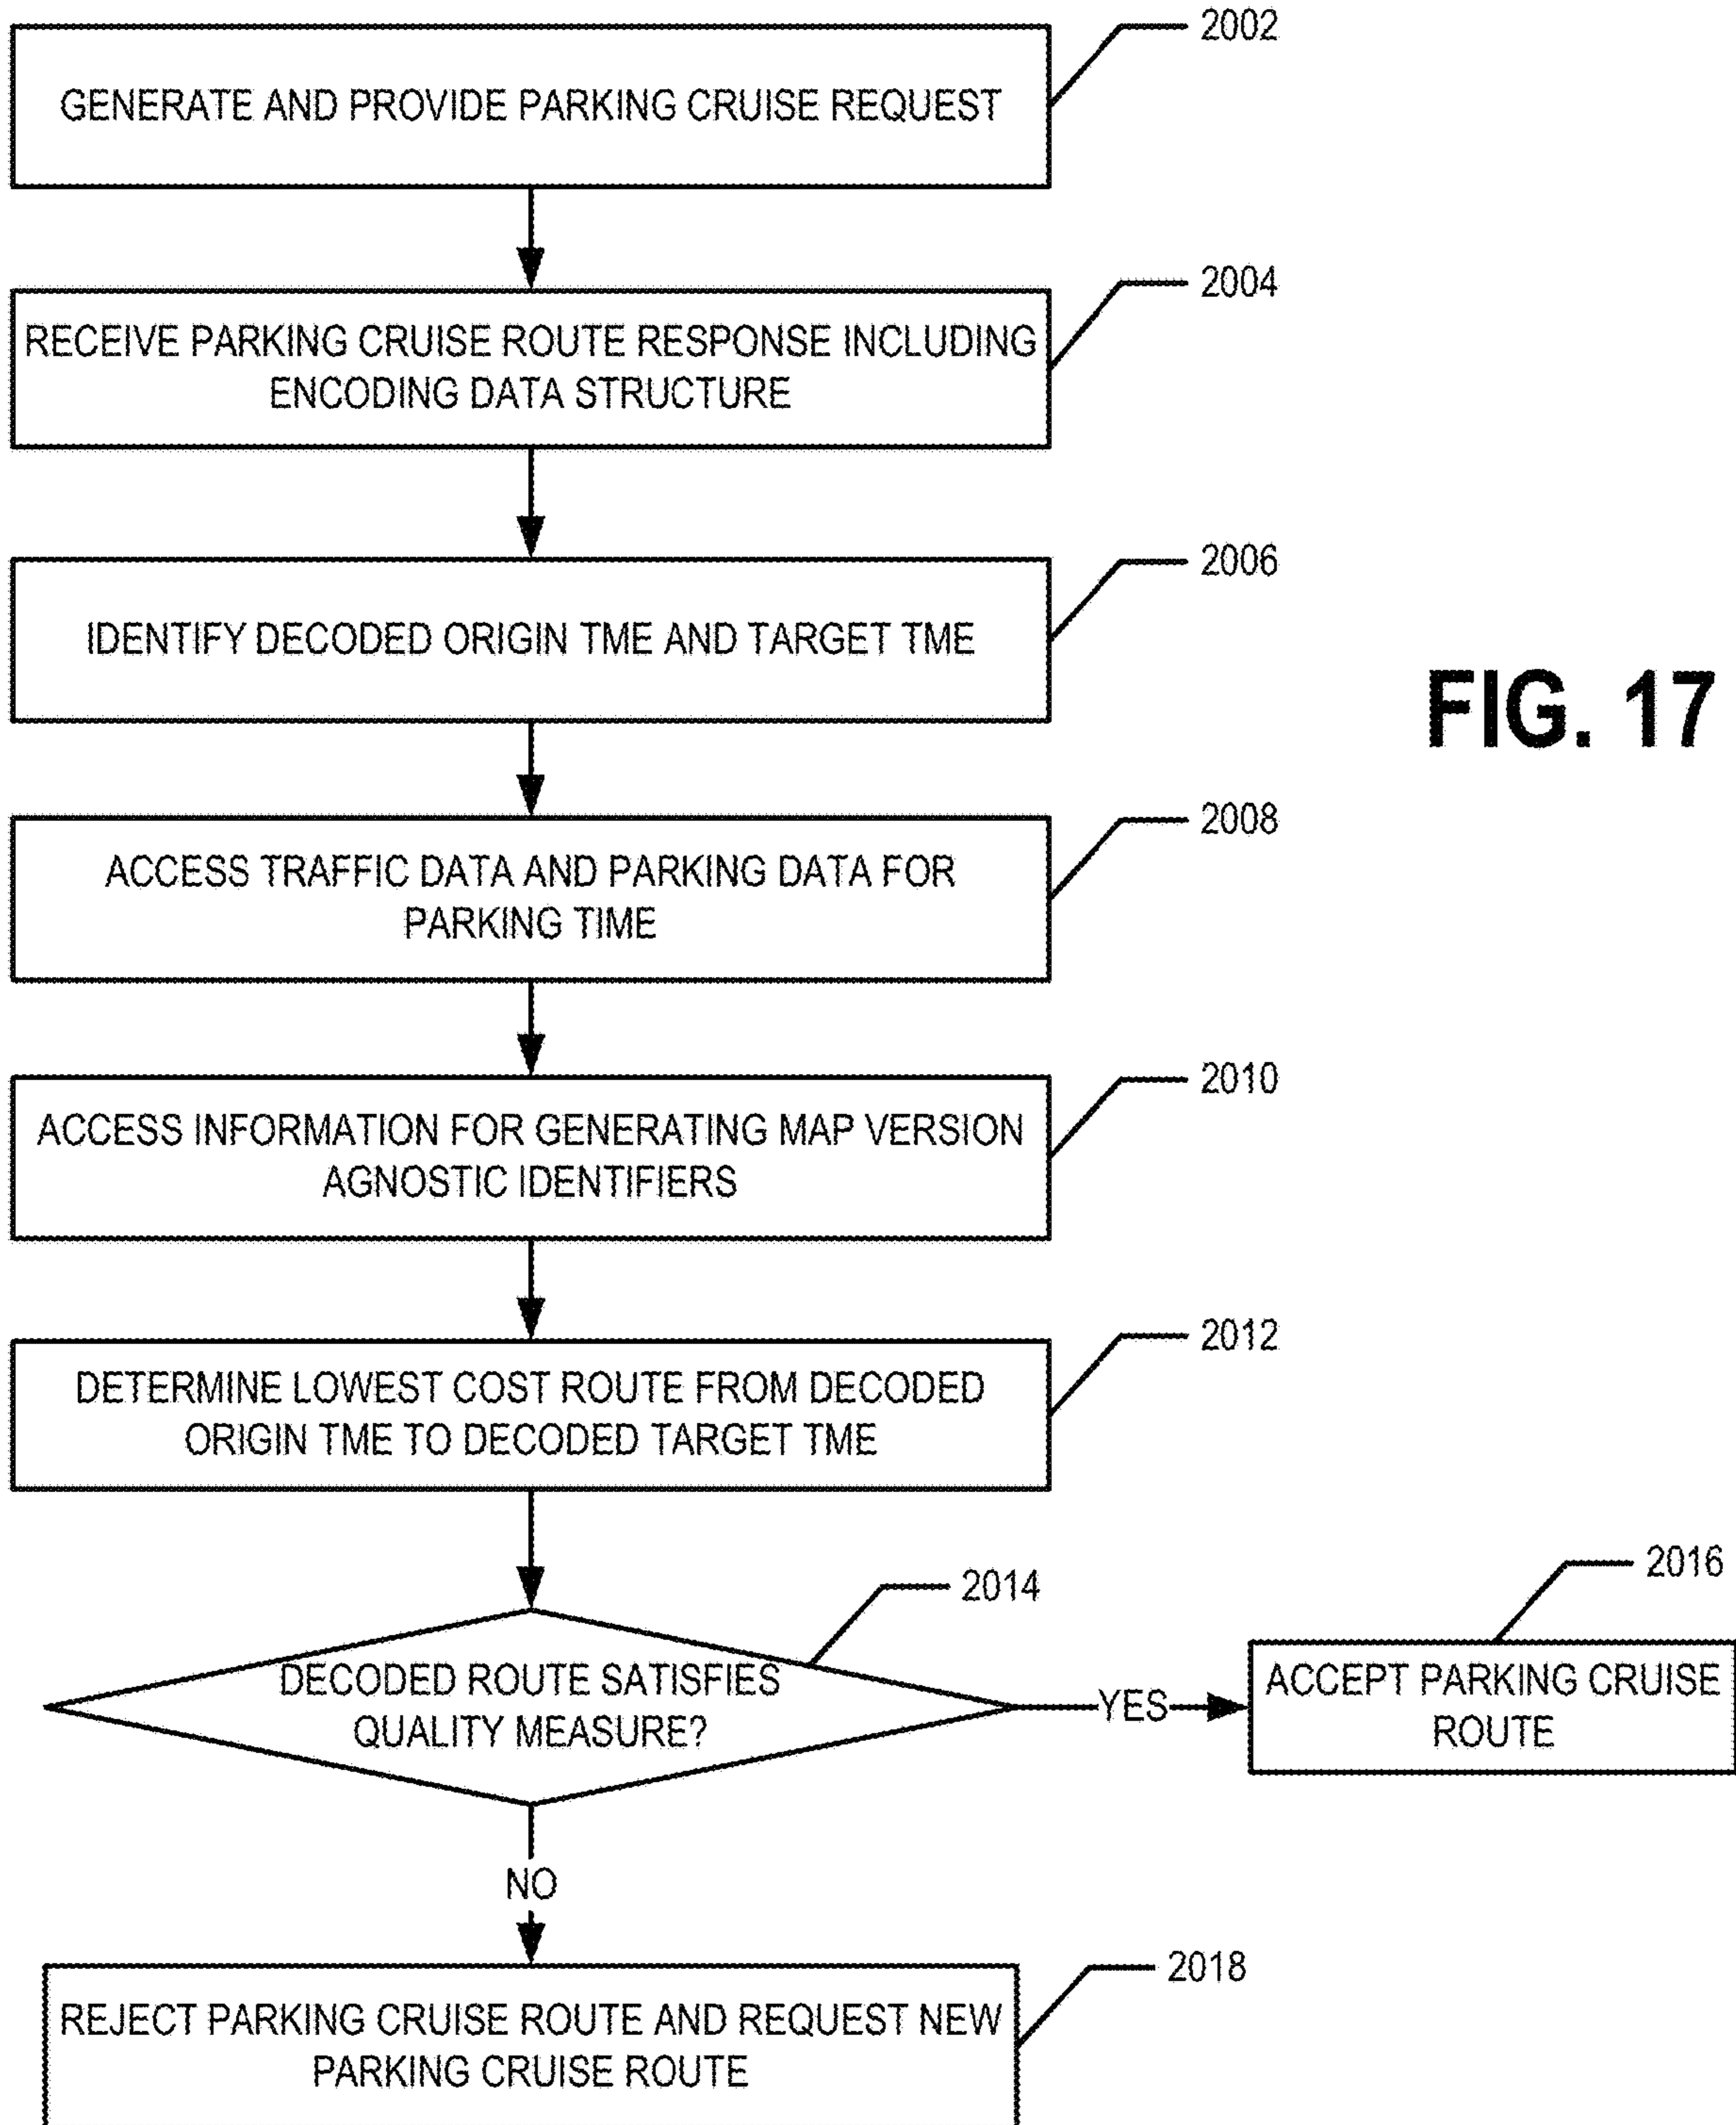 2002
GENERATE AND PROVIDE PARKING CRUISE REQUEST
2004
RECEIVE PARKING CRUISE ROUTE RESPONSE INCLUDING
ENCODING DATA STRUCTURE
2006
IDENTIFY DECODED ORIGIN TME AND TARGET TME
FIG. 17
2008
ACCESS TRAFFIC DATA AND PARKING DATA FOR
PARKING TIME
2010
ACCESS INFORMATION FOR GENERATING MAP VERSION
AGNOSTIC IDENTIFIERS
2012
DETERMINE LOWEST COST ROUTE FROM DECODED
ORIGIN TME TO DECODED TARGET TME
2014
DECODED ROUTE SATISFIES
QUALITY MEASURE?
YES
2016
ACCEPT PARKING CRUISE
ROUTE
NO
2018
REJECT PARKING CRUISE ROUTE AND REQUEST NEW
PARKING CRUISE ROUTE